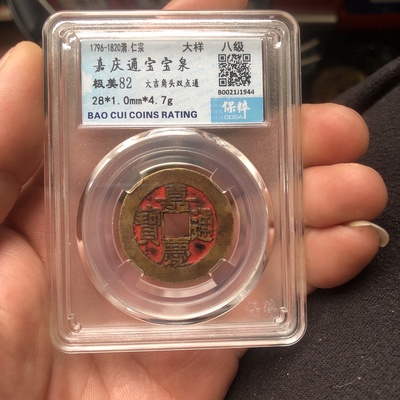 1796-1820清.仁宗 大样 八级
嘉庆通宝宝泉
极美82 大吉角头双点通
28*1.0mm*4.7g
B0021J1944
保粹
BAO CUI COINS RATING
嘉慶通寶